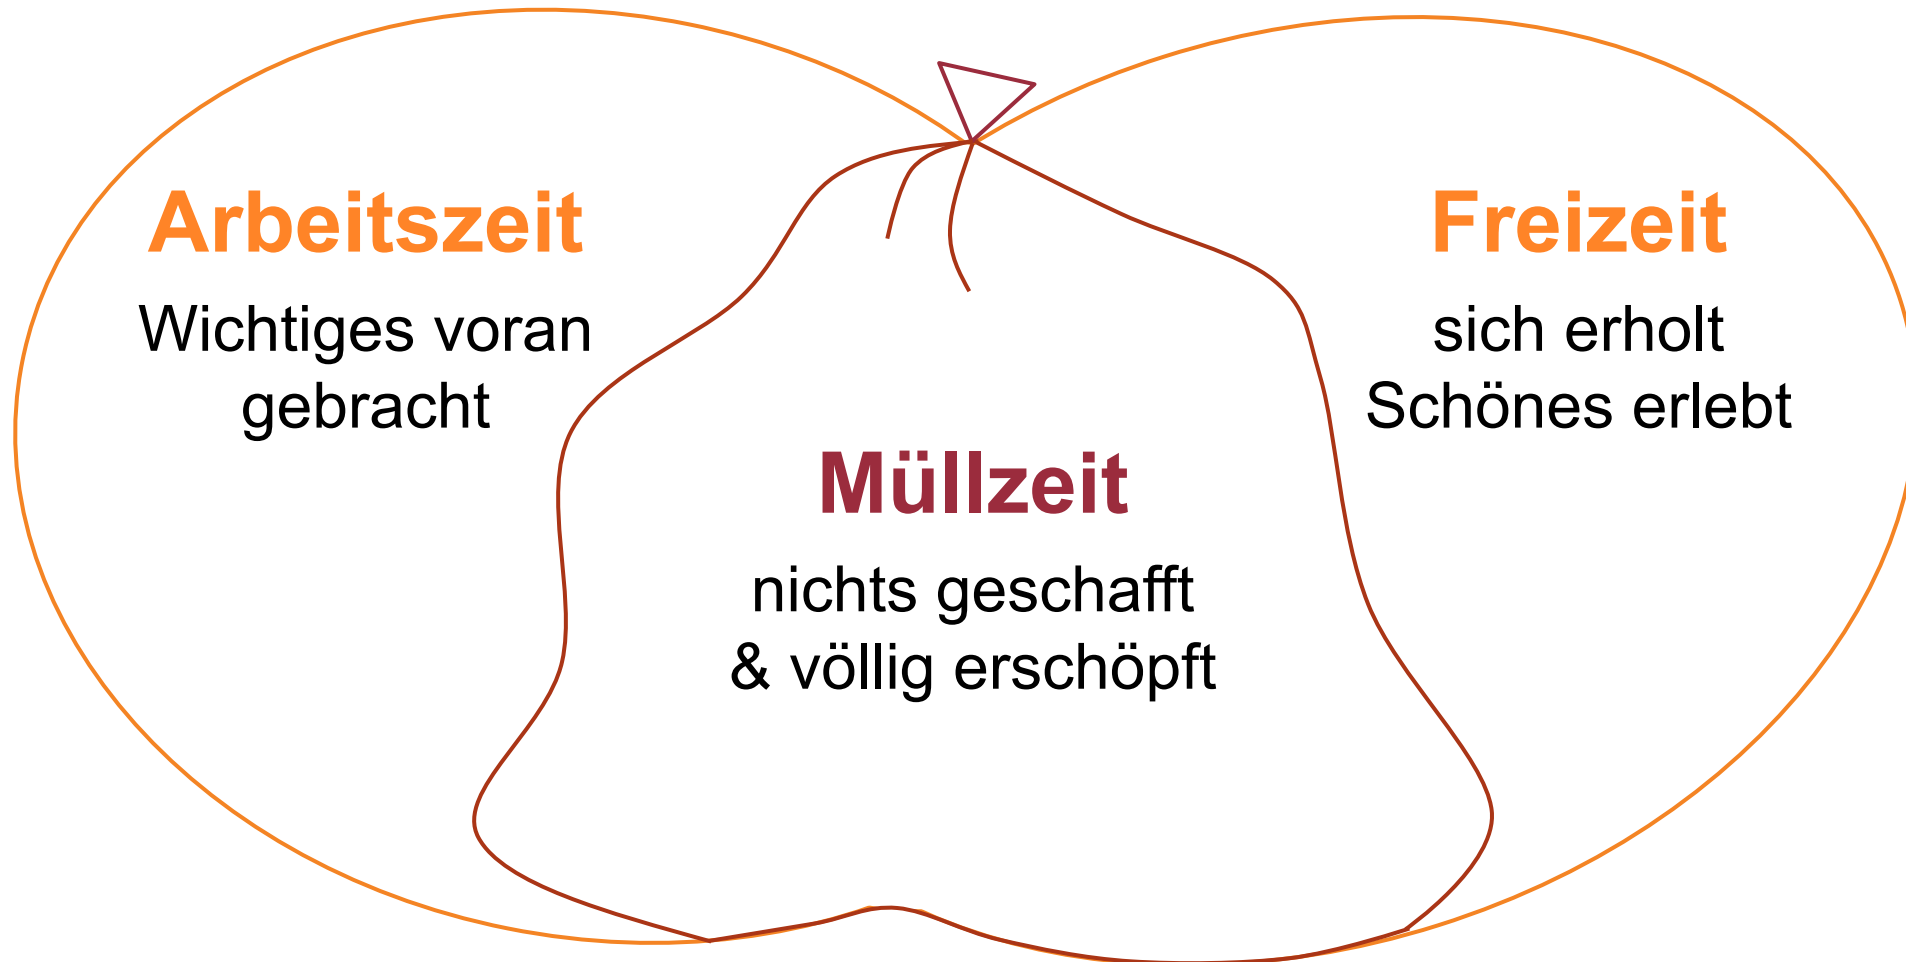 Arbeitszeit
Wichtiges voran
gebracht
Müllzeit
nichts geschafft
& völlig erschöpft
Freizeit
sich erholt
Schönes erlebt